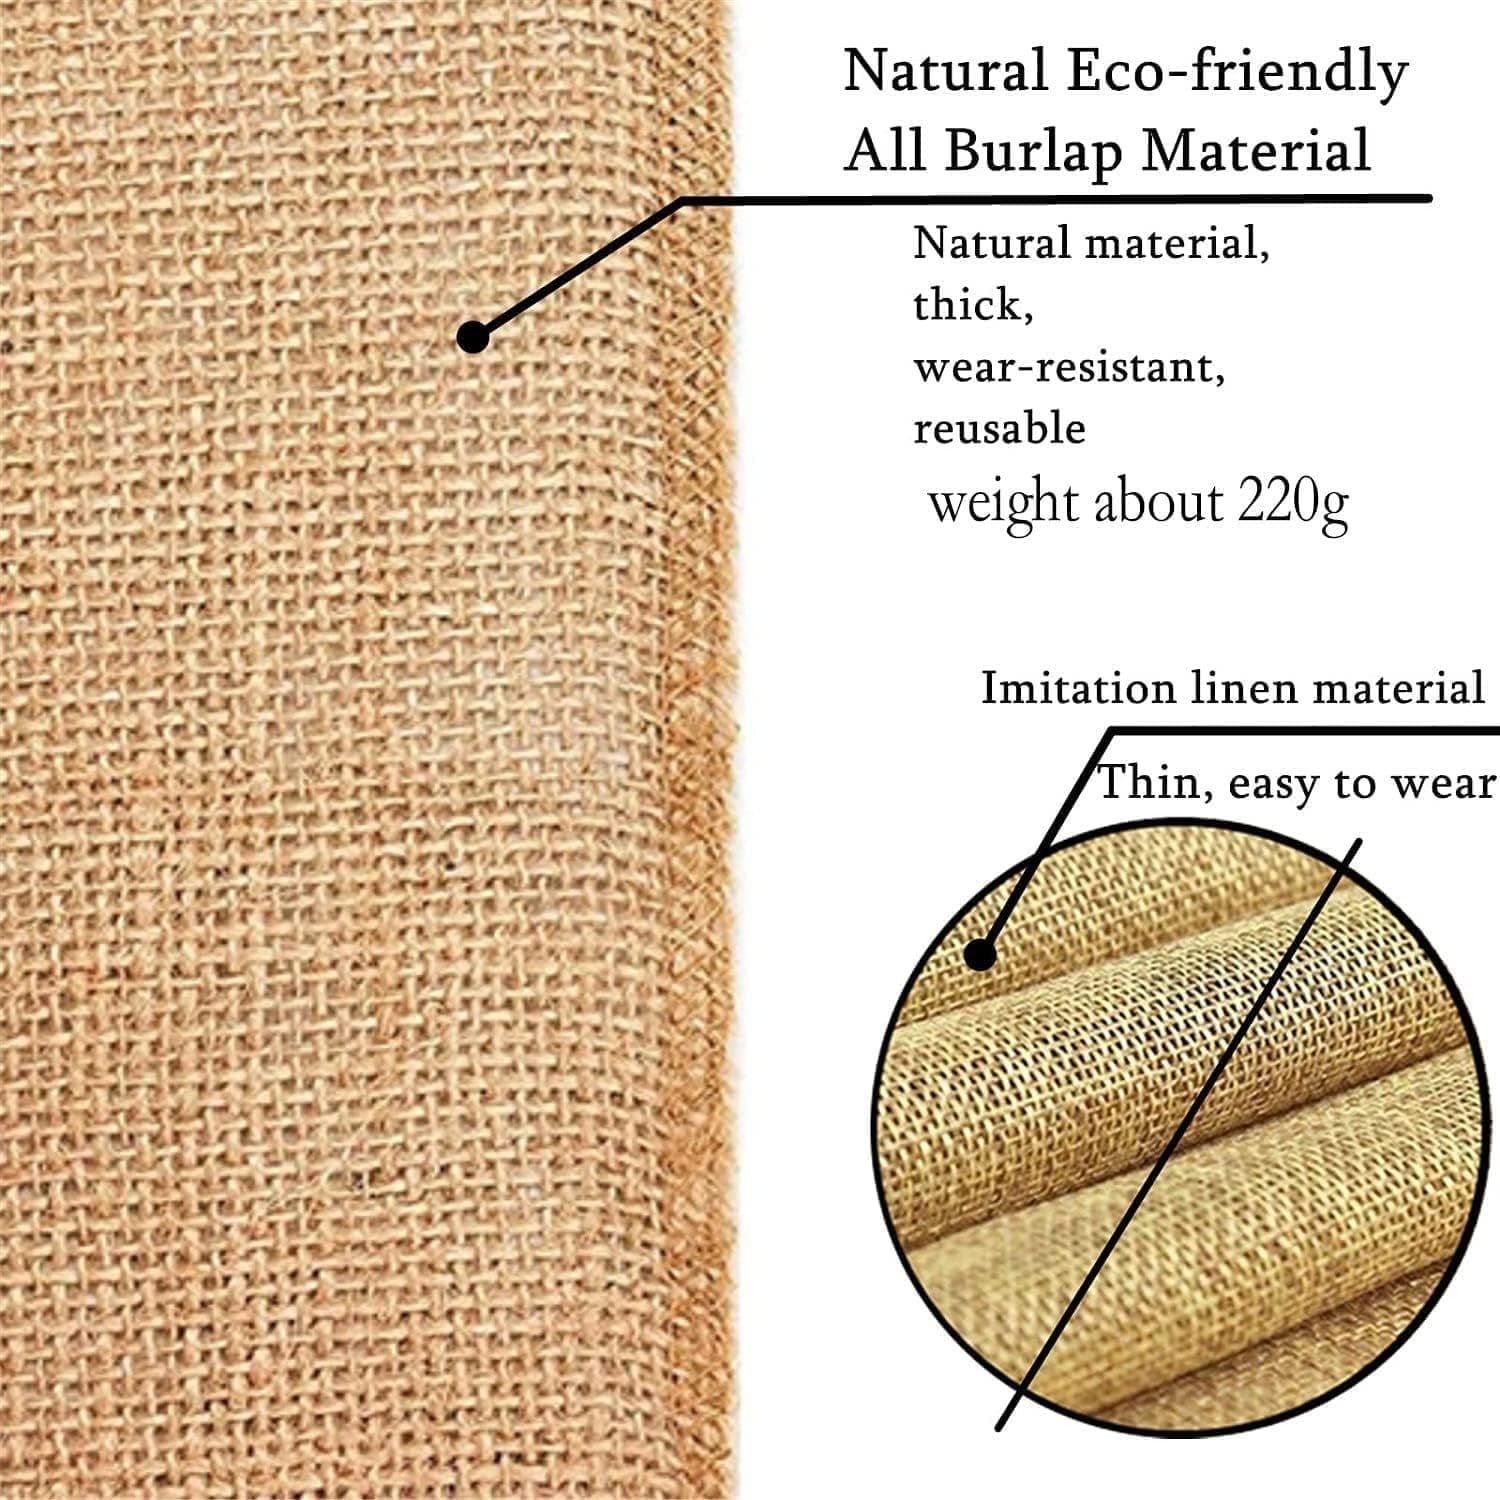 Natural Eco-friendly
All Burlap Material
Natural material,
thick,
wear-resistant,
reusable
weight about 220g
Imitation linen material
Thin, easy to wear